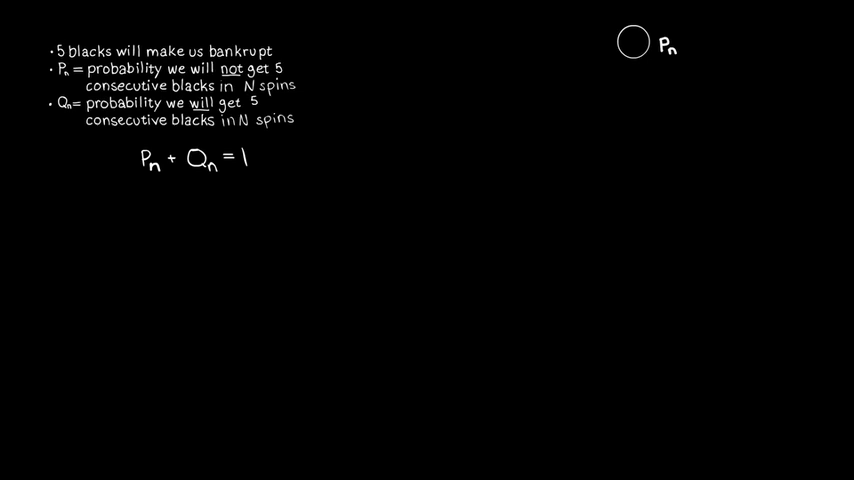 • 5 blacks will make us bankrupt
• Pn = probability we will not get 5
consecutive blacks in N spins
• Qn = probability we will get 5
consecutive blacks in N spins
Pn + Qn = 1
Pn